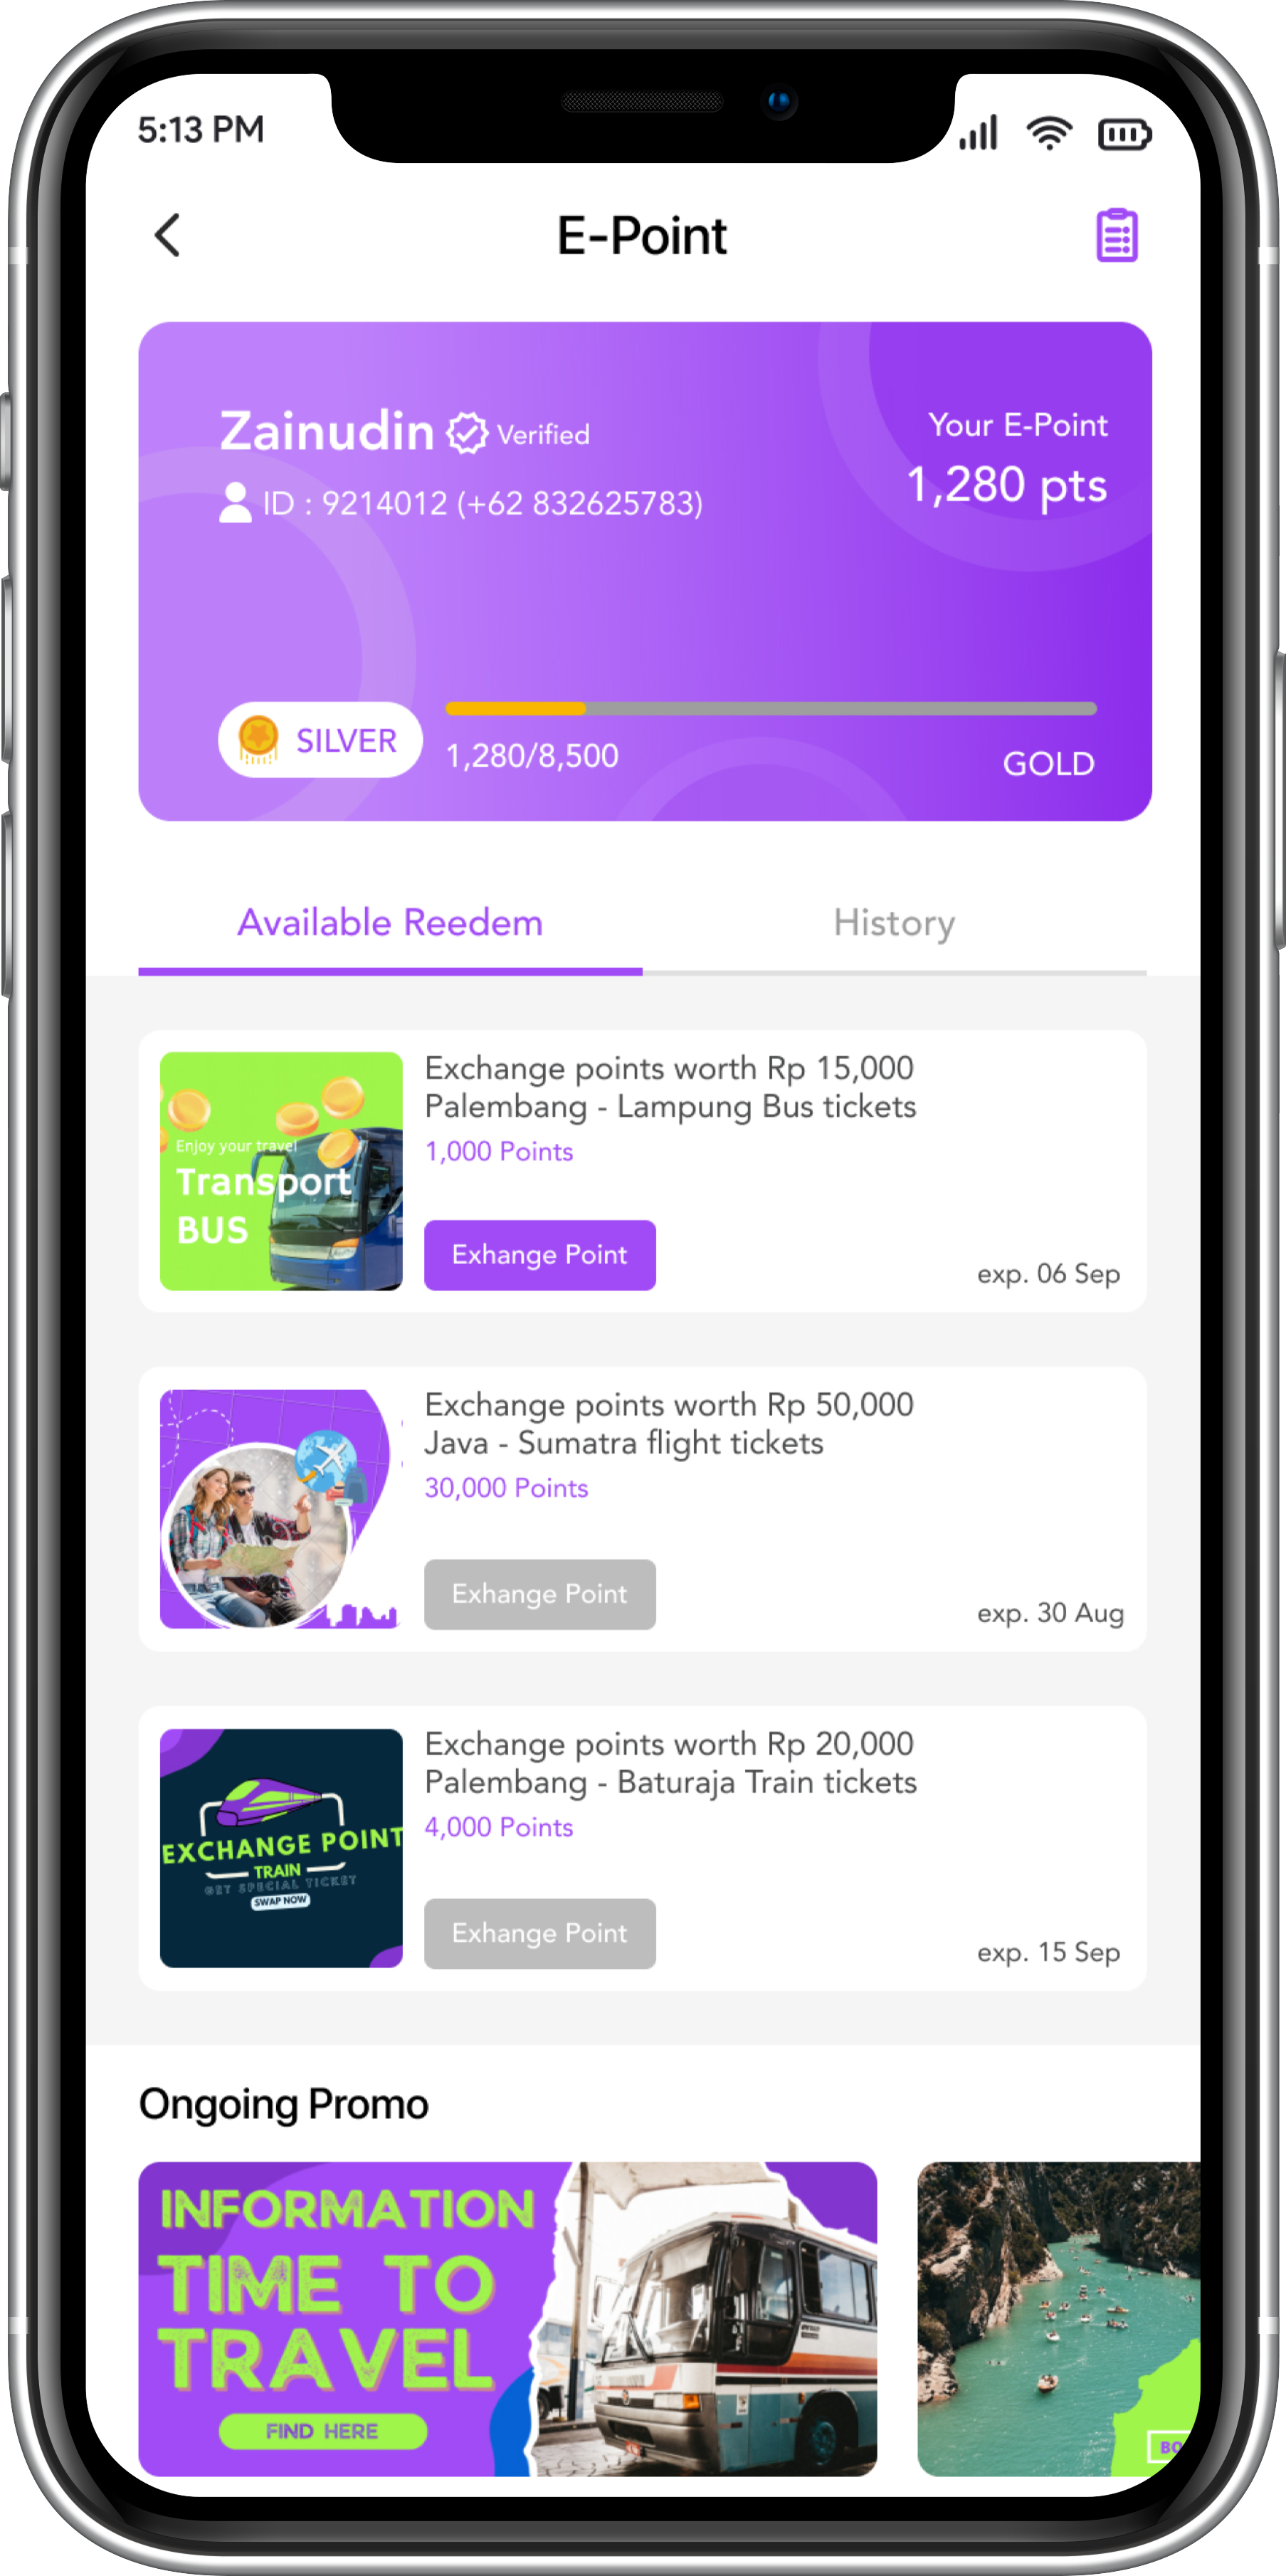 5:13 PM
E-Point
Zainudin Verified
ID : 9214012 (+62 832625783)
Your E-Point
1,280 pts
SILVER
1,280/8,500
GOLD
Available Reedem
History
Enjoy your travel
Transport
BUS
Exchange points worth Rp 15,000
Palembang - Lampung Bus tickets
1,000 Points
Exhange Point
exp. 06 Sep
Exchange points worth Rp 50,000
Java - Sumatra flight tickets
30,000 Points
Exhange Point
exp. 30 Aug
EXCHANGE POINT
TRAIN
GET SPECIAL TICKET
SWAP NOW
Exchange points worth Rp 20,000
Palembang - Baturaja Train tickets
4,000 Points
Exhange Point
exp. 15 Sep
Ongoing Promo
INFORMATION
TIME TO
TRAVEL
FIND HERE